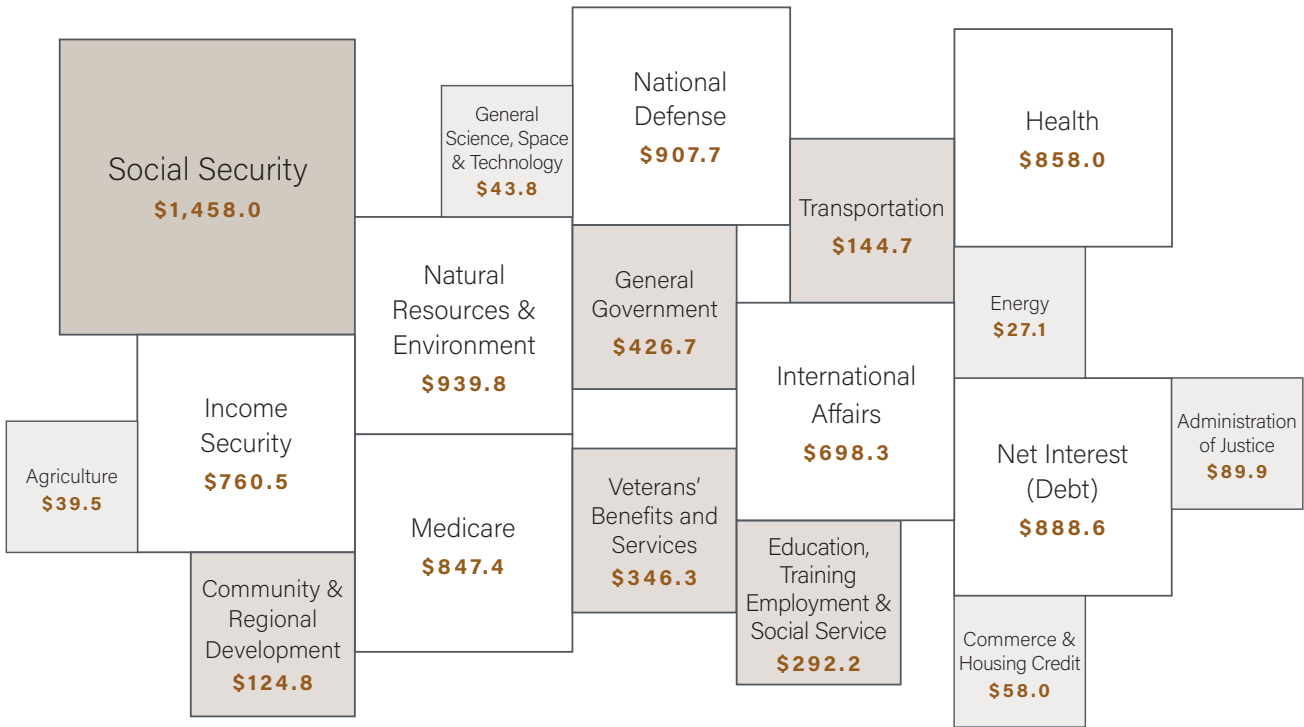 Social Security
$1,458.0
General
Science, Space
& Technology
$43.8
National
Defense
$907.7
Health
$858.0
Transportation
$144.7
Natural
Resources &
Environment
$939.8
General
Government
$426.7
Energy
$27.1
International
Affairs
$698.3
Income
Security
$760.5
Agriculture
$39.5
Administration
of Justice
$89.9
Net Interest
(Debt)
$888.6
Medicare
$847.4
Veterans’
Benefits and
Services
$346.3
Education,
Training
Employment &
Social Service
$292.2
Community &
Regional
Development
$124.8
Commerce &
Housing Credit
$58.0